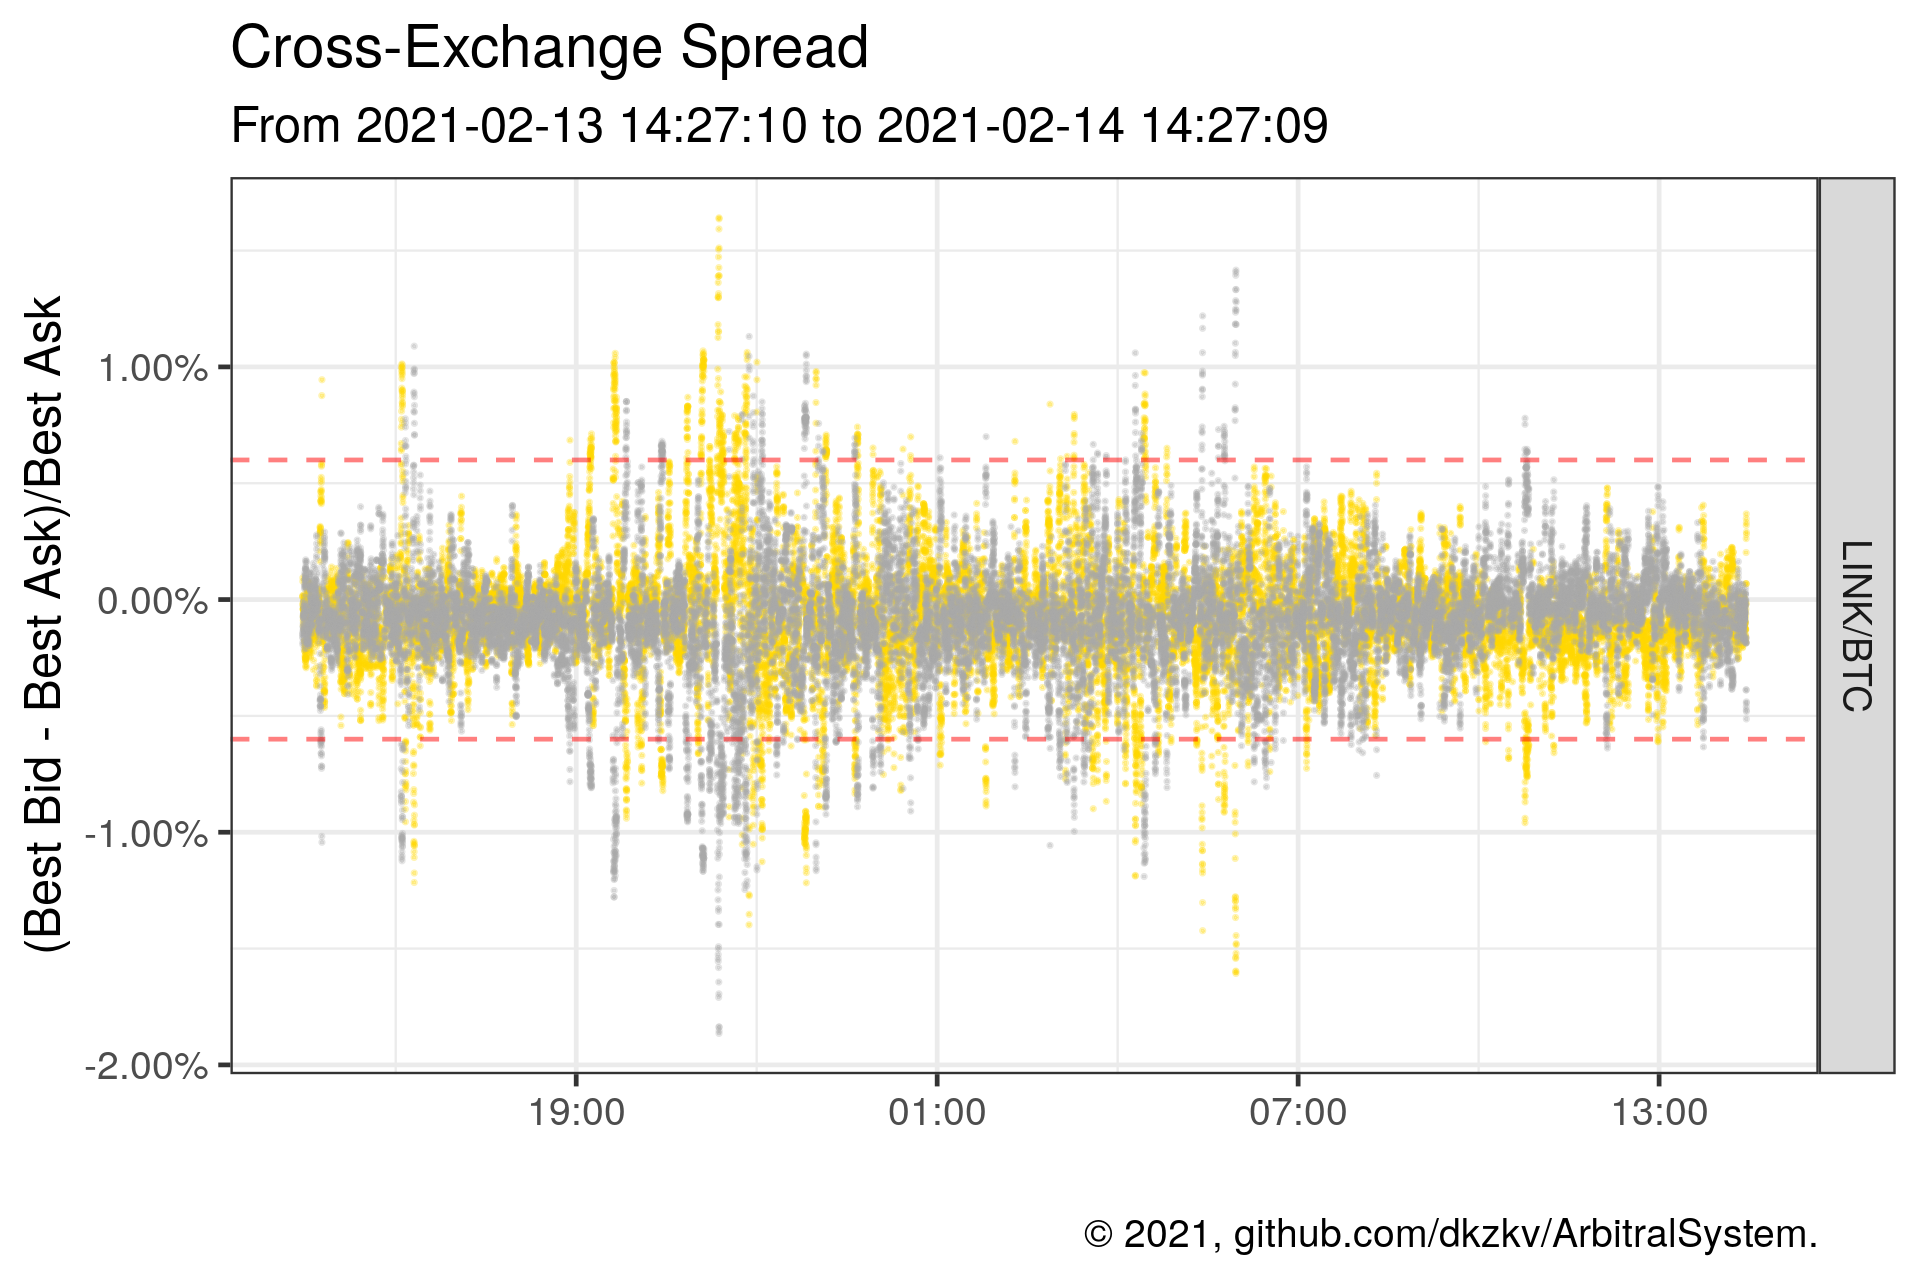 Cross-Exchange Spread
From 2021-02-13 14:27:10 to 2021-02-14 14:27:09
(Best Bid - Best Ask)/Best Ask
1.00%
0.00%
-1.00%
-2.00%
LINK/BTC
19:00
01:00
07:00
13:00
© 2021, github.com/dkzkv/ArbitralSystem.